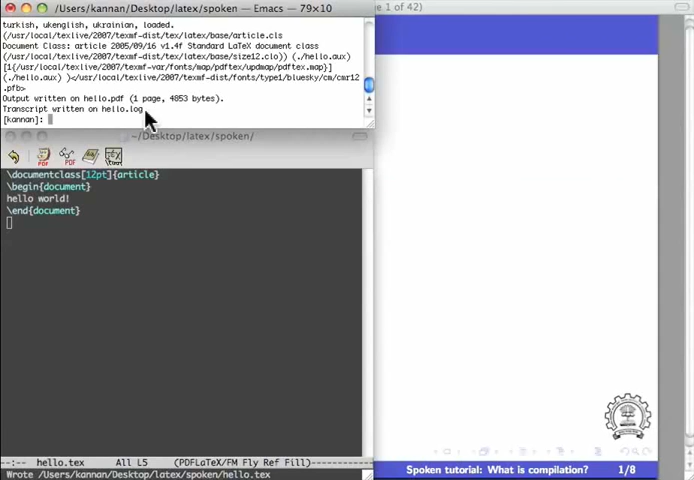 /Users/kannan/Desktop/latex/spoken — Emacs — 79×10
turkish, ukenglish, ukrainian, loaded.
(/usr/local/texlive/2007/texmf-dist/tex/latex/base/article.cls
Document Class: article 2005/09/16 v1.4f Standard LaTeX document class
(/usr/local/texlive/2007/texmf-dist/tex/latex/base/size12.clo)) (./hello.aux)
[1{/usr/local/texlive/2007/texmf-var/fonts/map/pdftex/updmap/pdftex.map}]
(./hello.aux) )</usr/local/texlive/2007/texmf-dist/fonts/type1/bluesky/cm/cmr12
.pfb>
Output written on hello.pdf (1 page, 4853 bytes).
Transcript written on hello.log
[kannan]:
~/Desktop/latex/spoken/
\documentclass[12pt]{article}
\begin{document}
hello world!
\end{document}
--:-- hello.tex All L5 (PDFLaTeX/FM Fly Ref Fill)
Wrote /Users/kannan/Desktop/latex/spoken/hello.tex
1 of 42)
Spoken tutorial: What is compilation? 1/8